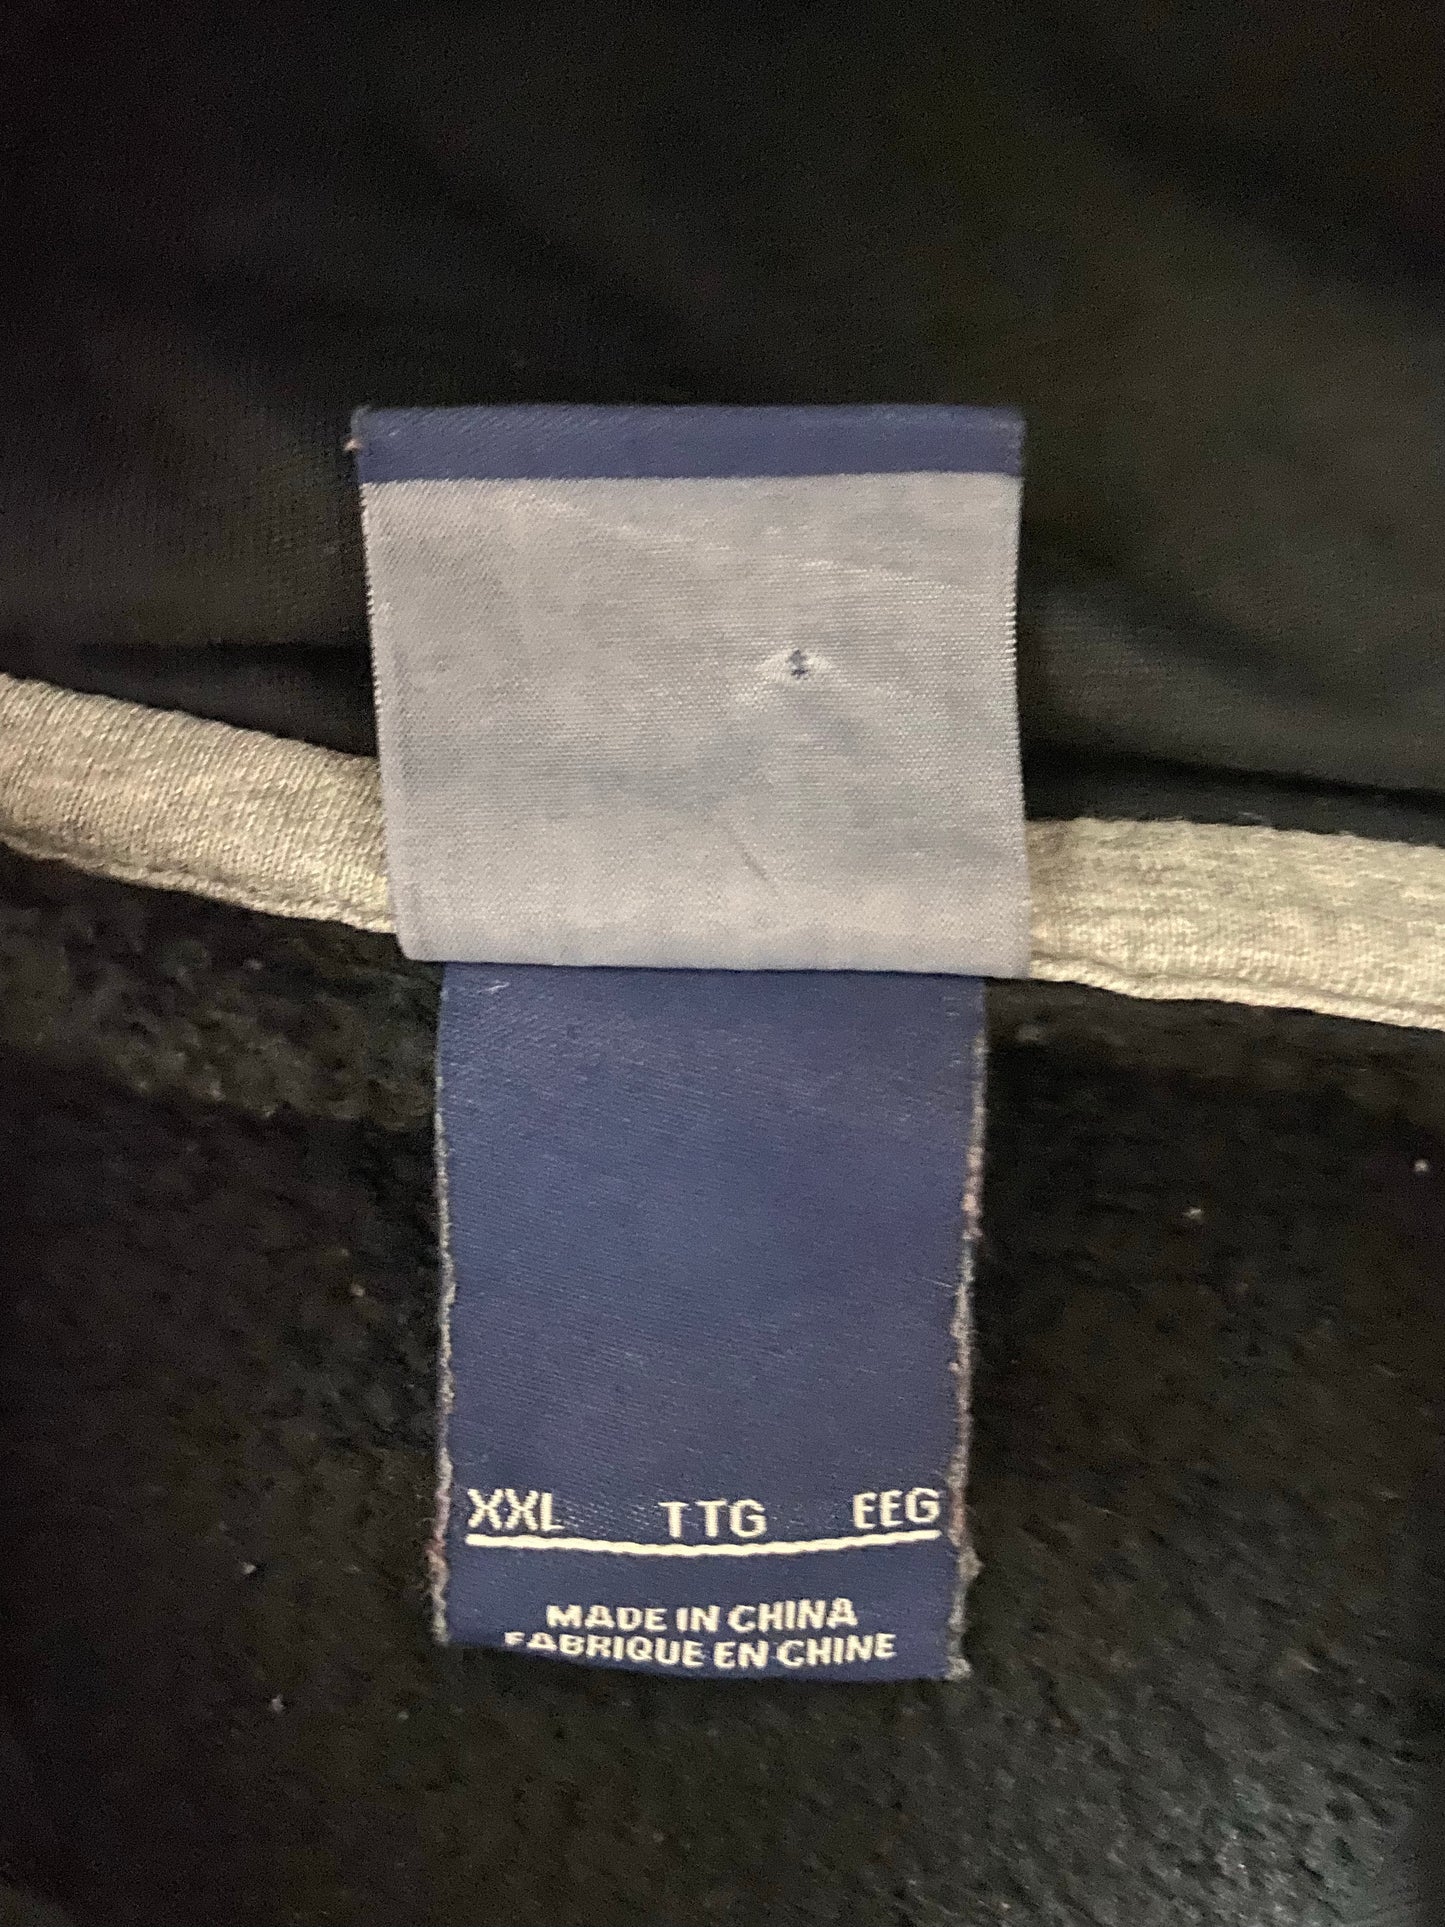 XXL TTG EEG
MADE IN CHINA
FABRIQUE EN CHINE